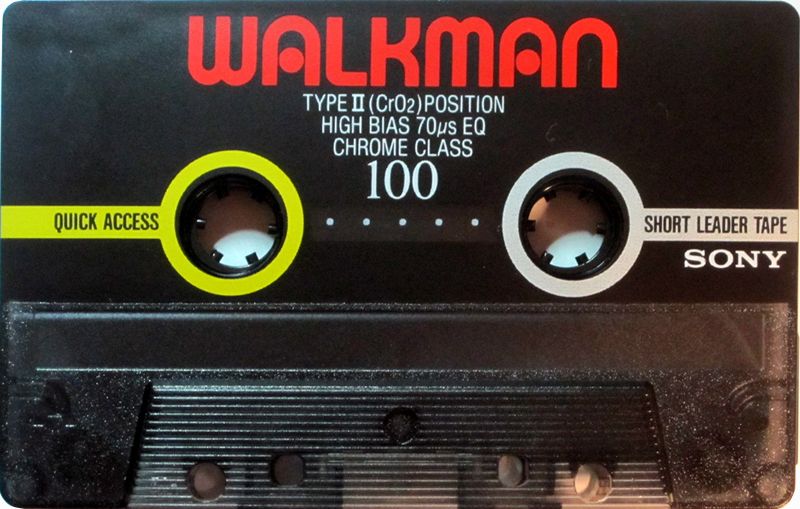 WALKMAN
TYPE II (CrO2) POSITION
HIGH BIAS 70μs EQ
CHROME CLASS
100
QUICK ACCESS
SHORT LEADER TAPE
SONY